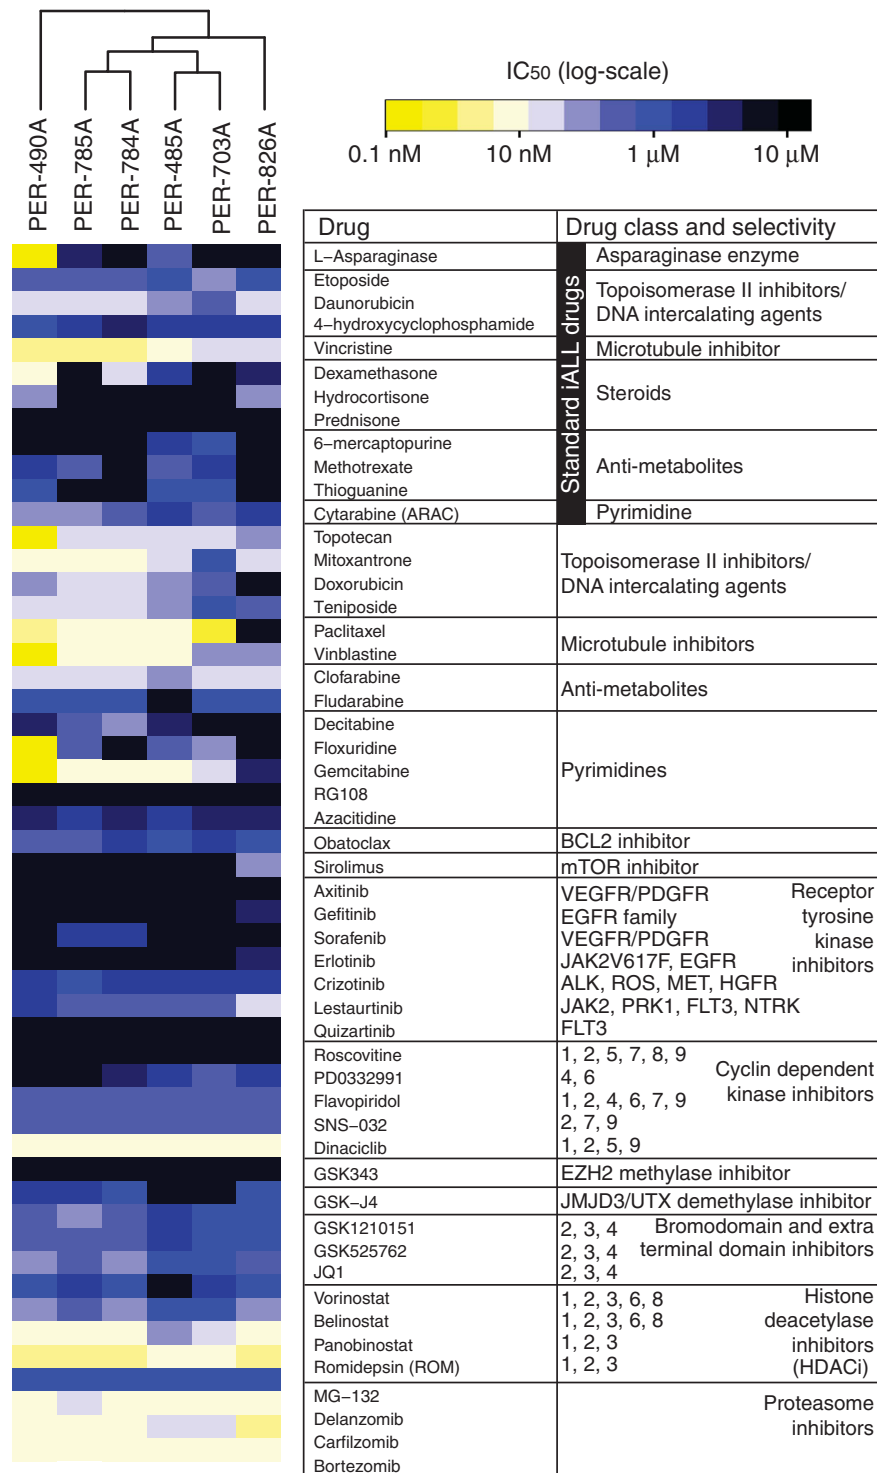 IC50 (log-scale)
0.1 nM 10 nM 1 μM 10 μM
PER-490A
PER-785A
PER-784A
PER-485A
PER-703A
PER-826A
Drug Drug class and selectivity
Standard iALL drugs
L−Asparaginase Asparaginase enzyme
Etoposide
Daunorubicin
4−hydroxycyclophosphamide
Topoisomerase II inhibitors/
DNA intercalating agents
Vincristine Microtubule inhibitor
Dexamethasone
Hydrocortisone
Prednisone
Steroids
6−mercaptopurine
Methotrexate
Thioguanine
Anti-metabolites
Cytarabine (ARAC) Pyrimidine
Topotecan
Mitoxantrone
Doxorubicin
Teniposide
Topoisomerase II inhibitors/
DNA intercalating agents
Paclitaxel
Vinblastine
Microtubule inhibitors
Clofarabine
Fludarabine
Anti-metabolites
Decitabine
Floxuridine
Gemcitabine
RG108
Azacitidine
Pyrimidines
Obatoclax BCL2 inhibitor
Sirolimus mTOR inhibitor
Axitinib VEGFR/PDGFR
Gefitinib EGFR family
Sorafenib VEGFR/PDGFR
Erlotinib JAK2V617F, EGFR
Crizotinib ALK, ROS, MET, HGFR
Lestaurtinib JAK2, PRK1, FLT3, NTRK
Quizartinib FLT3
Receptor
tyrosine
kinase
inhibitors
Roscovitine 1, 2, 5, 7, 8, 9
PD0332991 4, 6
Flavopiridol 1, 2, 4, 6, 7, 9
SNS−032 2, 7, 9
Dinaciclib 1, 2, 5, 9
Cyclin dependent
kinase inhibitors
GSK343 EZH2 methylase inhibitor
GSK−J4 JMJD3/UTX demethylase inhibitor
GSK1210151 2, 3, 4
GSK525762 2, 3, 4
JQ1 2, 3, 4
Bromodomain and extra
terminal domain inhibitors
Vorinostat 1, 2, 3, 6, 8
Belinostat 1, 2, 3, 6, 8
Panobinostat 1, 2, 3
Romidepsin (ROM) 1, 2, 3
Histone
deacetylase
inhibitors
(HDACi)
MG−132
Delanzomib
Carfilzomib
Bortezomib
Proteasome
inhibitors